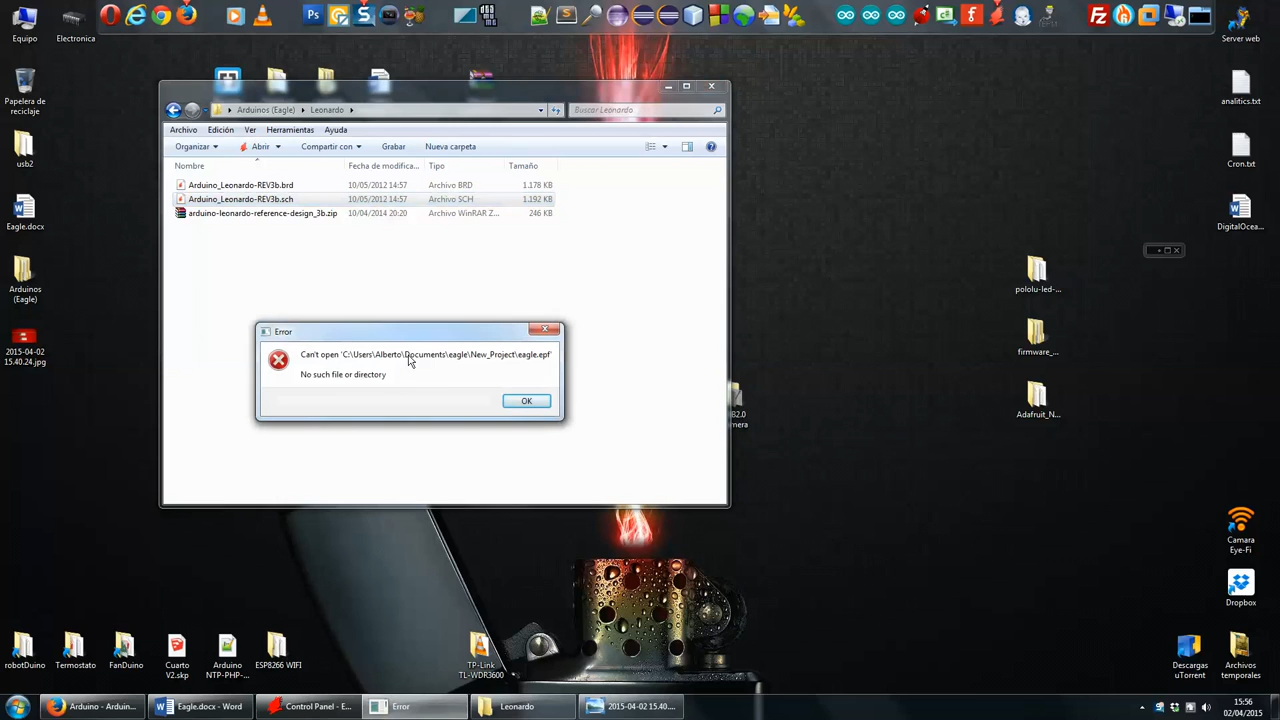 Equipo
Electronica
Server web
Papelera de
reciclaje
analitics.txt
usb2
Cron.txt
Eagle.docx
DigitalOcea...
Arduinos
(Eagle)
pololu-led-...
2015-04-02
15.40.24.jpg
firmware_...
Adafruit_N...
Arduinos (Eagle) Leonardo
Buscar Leonardo
Archivo Edición Ver Herramientas Ayuda
Organizar Abrir Compartir con Grabar Nueva carpeta
Nombre Fecha de modifica... Tipo Tamaño
Arduino_Leonardo-REV3b.brd 10/05/2012 14:57 Archivo BRD 1.178 KB
Arduino_Leonardo-REV3b.sch 10/05/2012 14:57 Archivo SCH 1.192 KB
arduino-leonardo-reference-design_3b.zip 10/04/2014 20:20 Archivo WinRAR Z... 246 KB
Error
Can't open 'C:\Users\Alberto\Documents\eagle\New_Project\eagle.epf'
No such file or directory
OK
Camara
Eye-Fi
Dropbox
robotDuino
Termostato
FanDuino
Cuarto
V2.skp
Arduino
NTP-PHP-...
ESP8266 WIFI
TP-Link
TL-WDR3600
Descargas
uTorrent
Archivos
temporales
Arduino - Arduin...
Eagle.docx - Word
Control Panel - E...
Error
Leonardo
2015-04-02 15.40....
15:56
02/04/2015